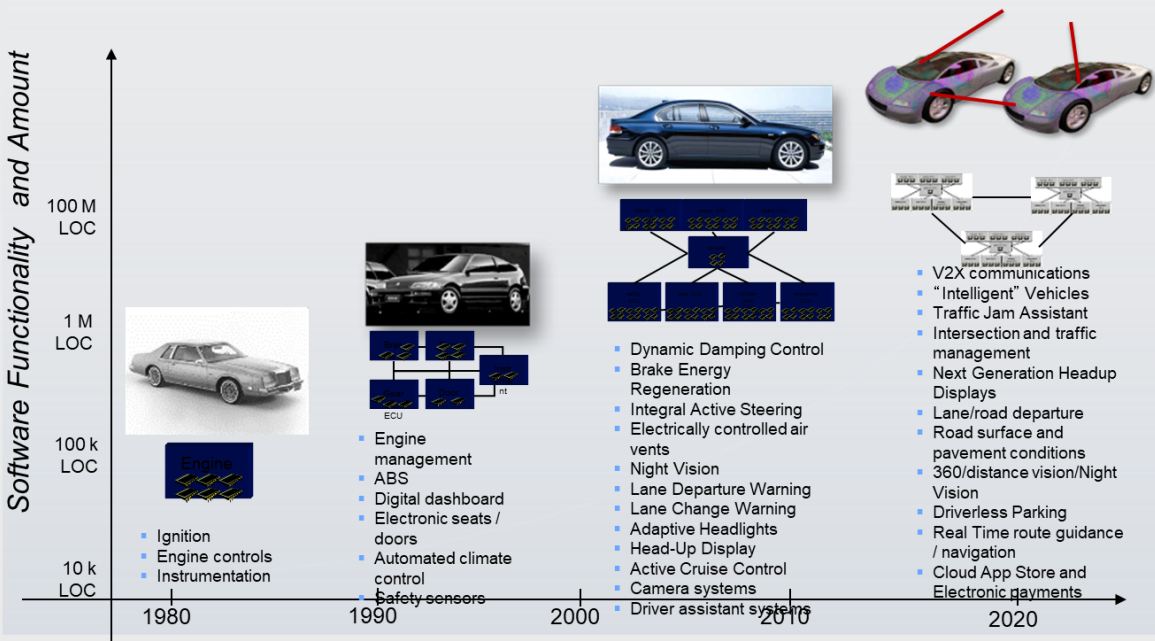 Software Functionality and Amount
100 M
LOC
1 M
LOC
100 k
LOC
10 k
LOC
Engine
Ignition
Engine controls
Instrumentation
nt
ECU
Engine
management
ABS
Digital dashboard
Electronic seats /
doors
Automated climate
control
Safety sensors
Dynamic Damping Control
Brake Energy
Regeneration
Integral Active Steering
Electrically controlled air
vents
Night Vision
Lane Departure Warning
Lane Change Warning
Adaptive Headlights
Head-Up Display
Active Cruise Control
Camera systems
Driver assistant systems
V2X communications
“Intelligent” Vehicles
Traffic Jam Assistant
Intersection and traffic
management
Next Generation Headup
Displays
Lane/road departure
Road surface and
pavement conditions
360/distance vision/Night
Vision
Driverless Parking
Real Time route guidance
/ navigation
Cloud App Store and
Electronic payments
1980
1990
2000
2010
2020